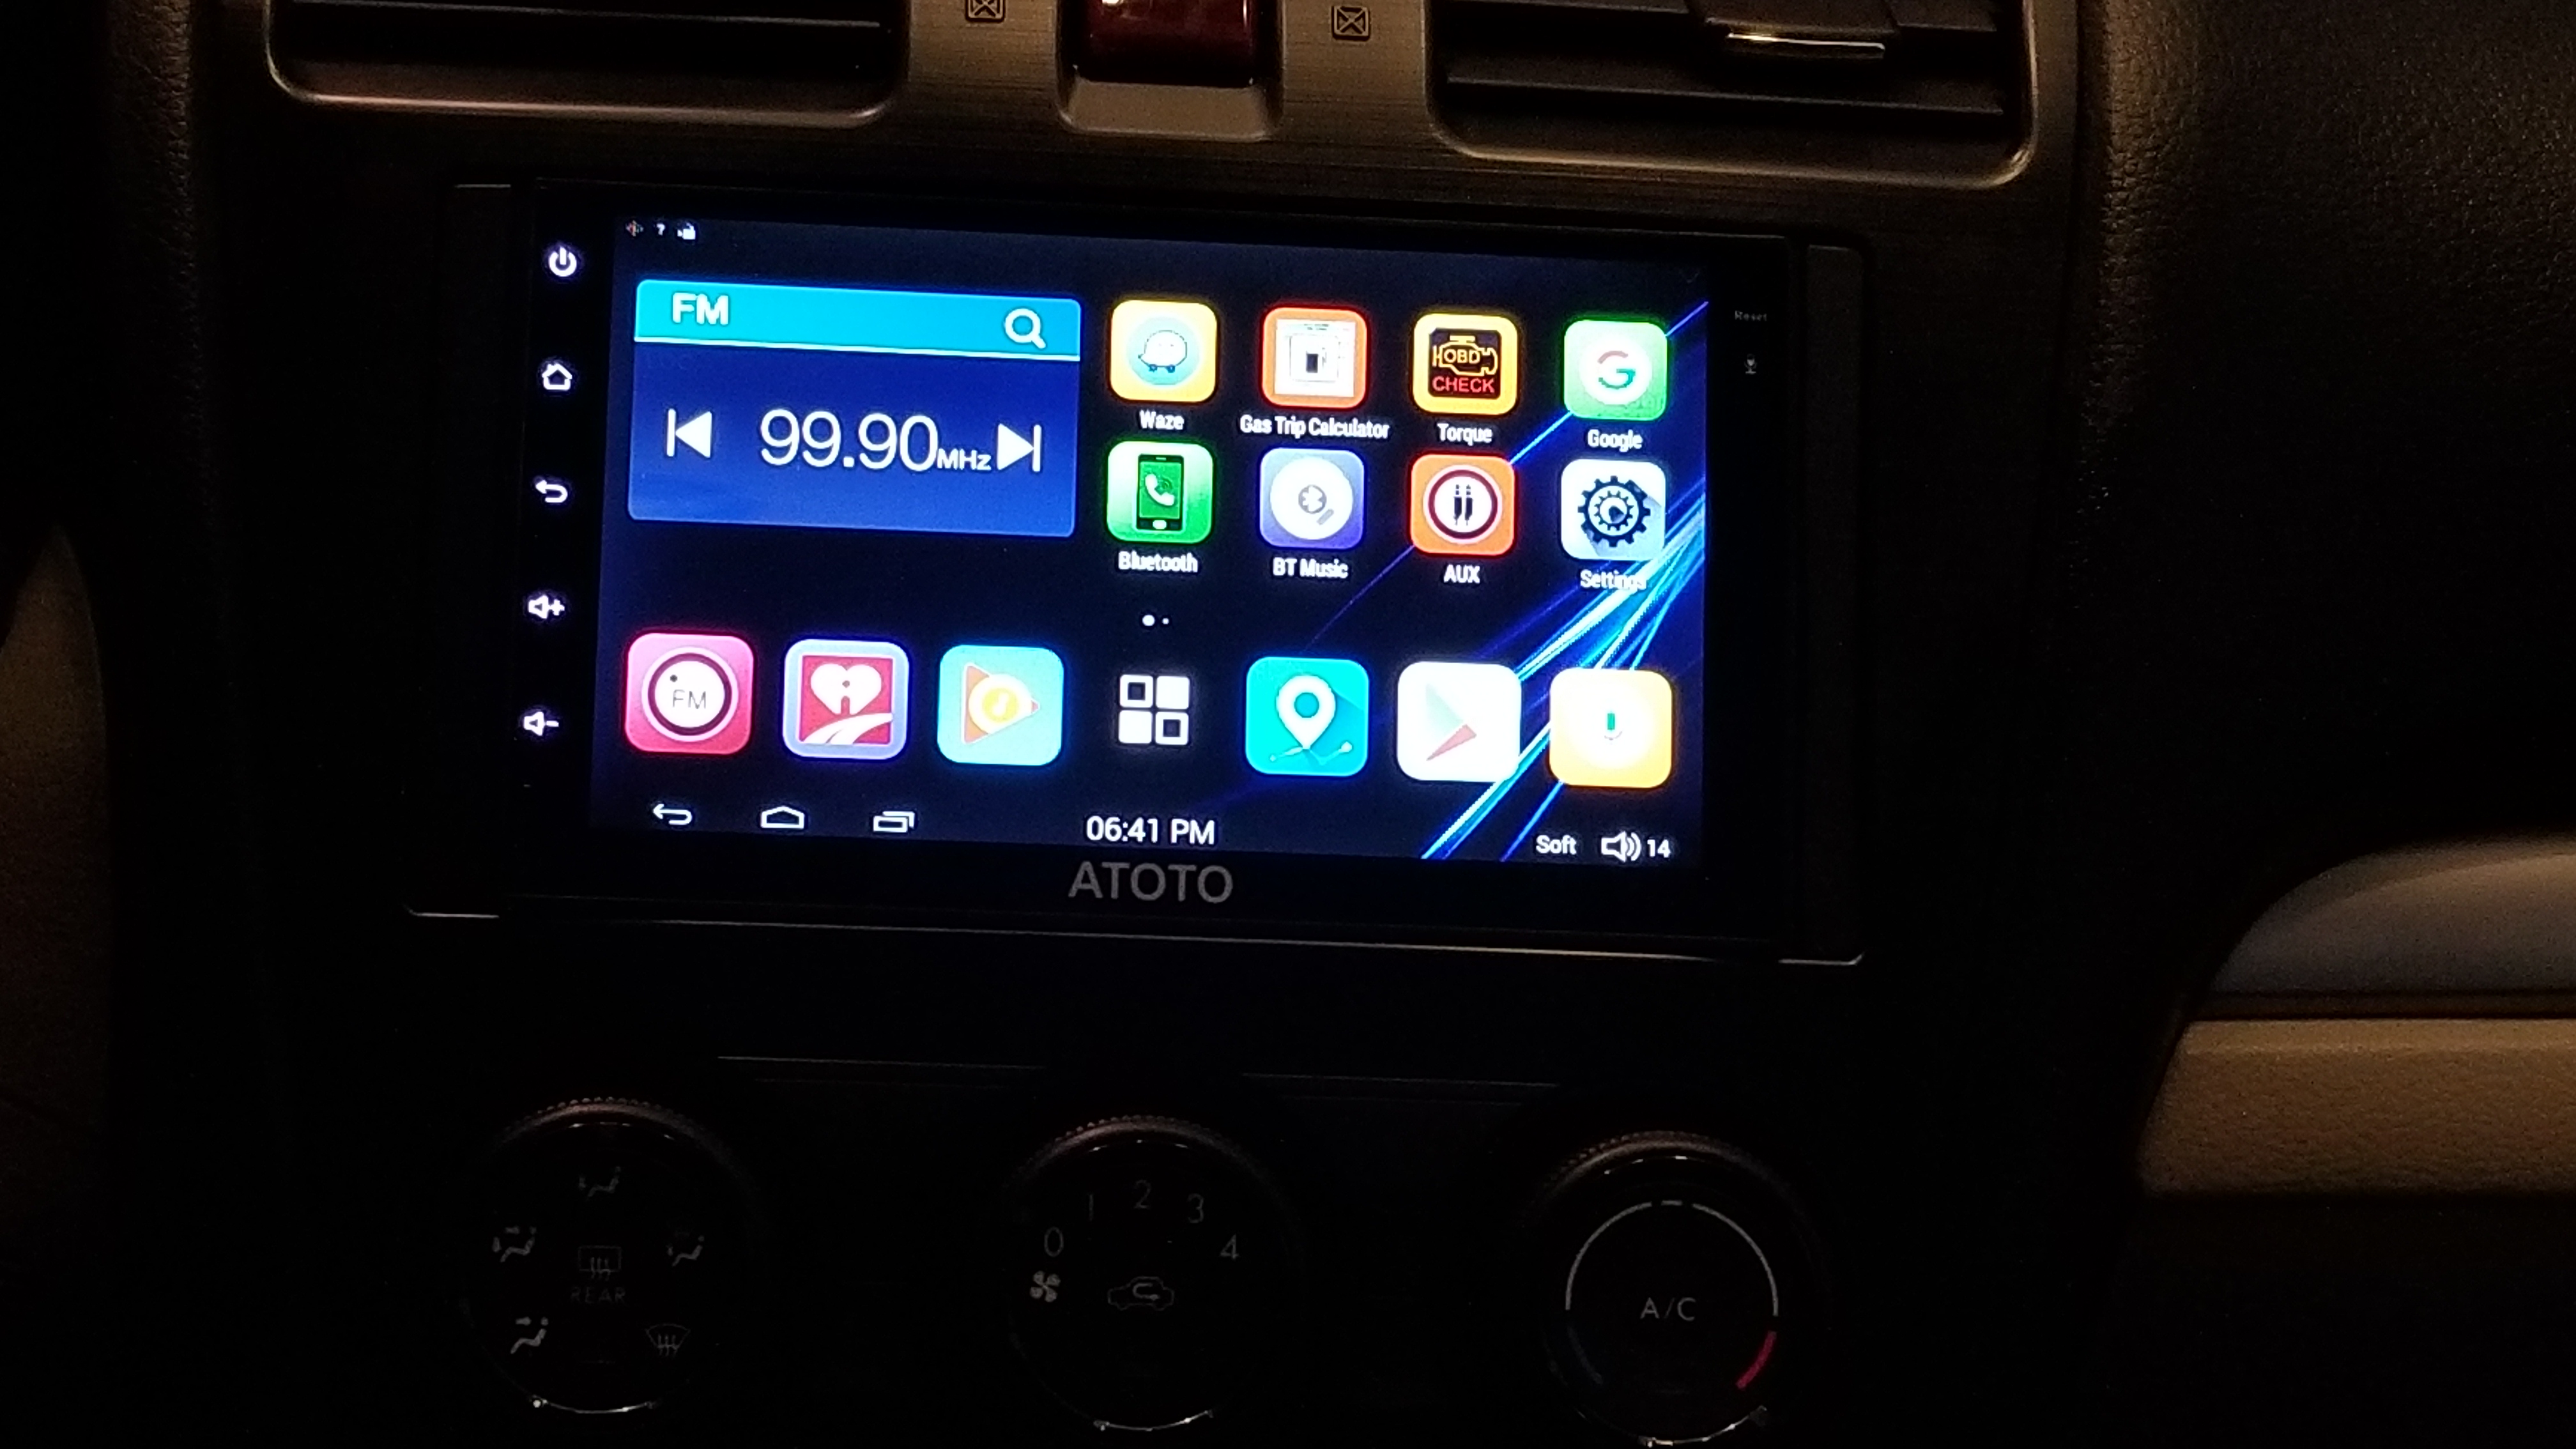 ?
Reset
FM
99.90MHz
OBD
CHECK
G
Waze
Gas Trip Calculator
Torque
Google
Bluetooth
BT Music
AUX
Settings
FM
06:41 PM
Soft
14
ATOTO
0 1 2 3 4
REAR
A/C